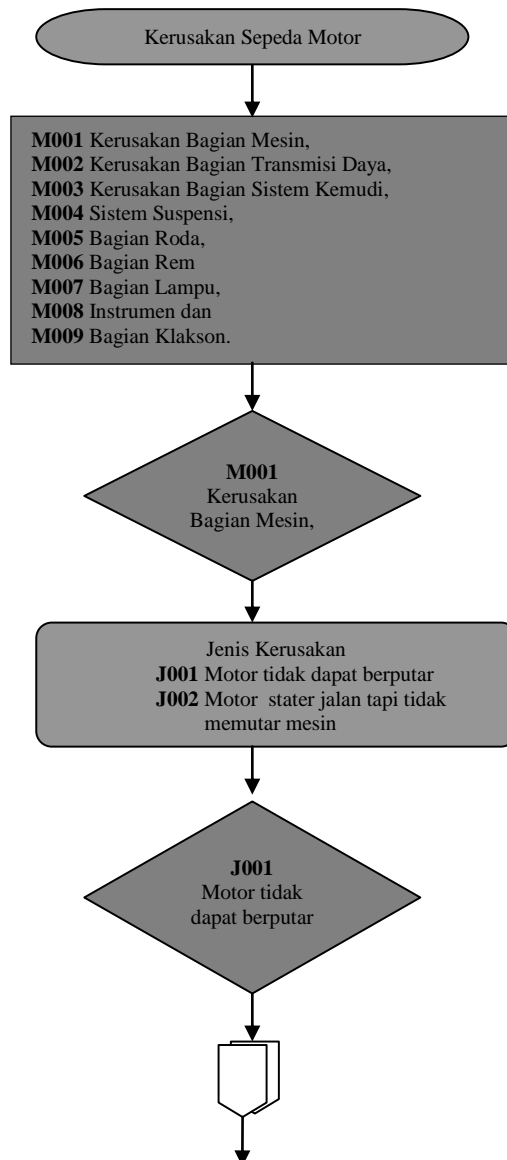 Kerusakan Sepeda Motor
M001 Kerusakan Bagian Mesin,
M002 Kerusakan Bagian Transmisi Daya,
M003 Kerusakan Bagian Sistem Kemudi,
M004 Sistem Suspensi,
M005 Bagian Roda,
M006 Bagian Rem
M007 Bagian Lampu,
M008 Instrumen dan
M009 Bagian Klakson.
M001
Kerusakan
Bagian Mesin,
Jenis Kerusakan
J001 Motor tidak dapat berputar
J002 Motor stater jalan tapi tidak
memutar mesin
J001
Motor tidak
dapat berputar